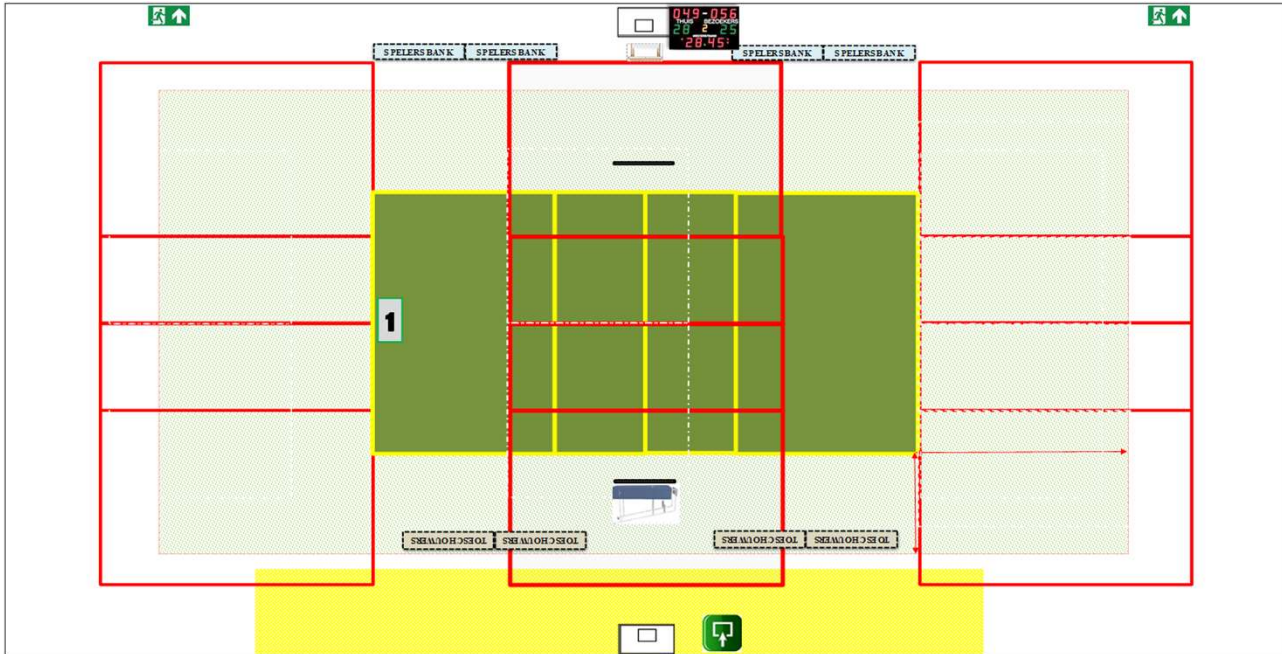 049-056
THUIS BEZOEKERS
28 2 25
28.45
SPELERSBANK SPELERSBANK SPELERSBANK SPELERSBANK
1
TOESCHOUWERS TOESCHOUWERS TOESCHOUWERS TOESCHOUWERS